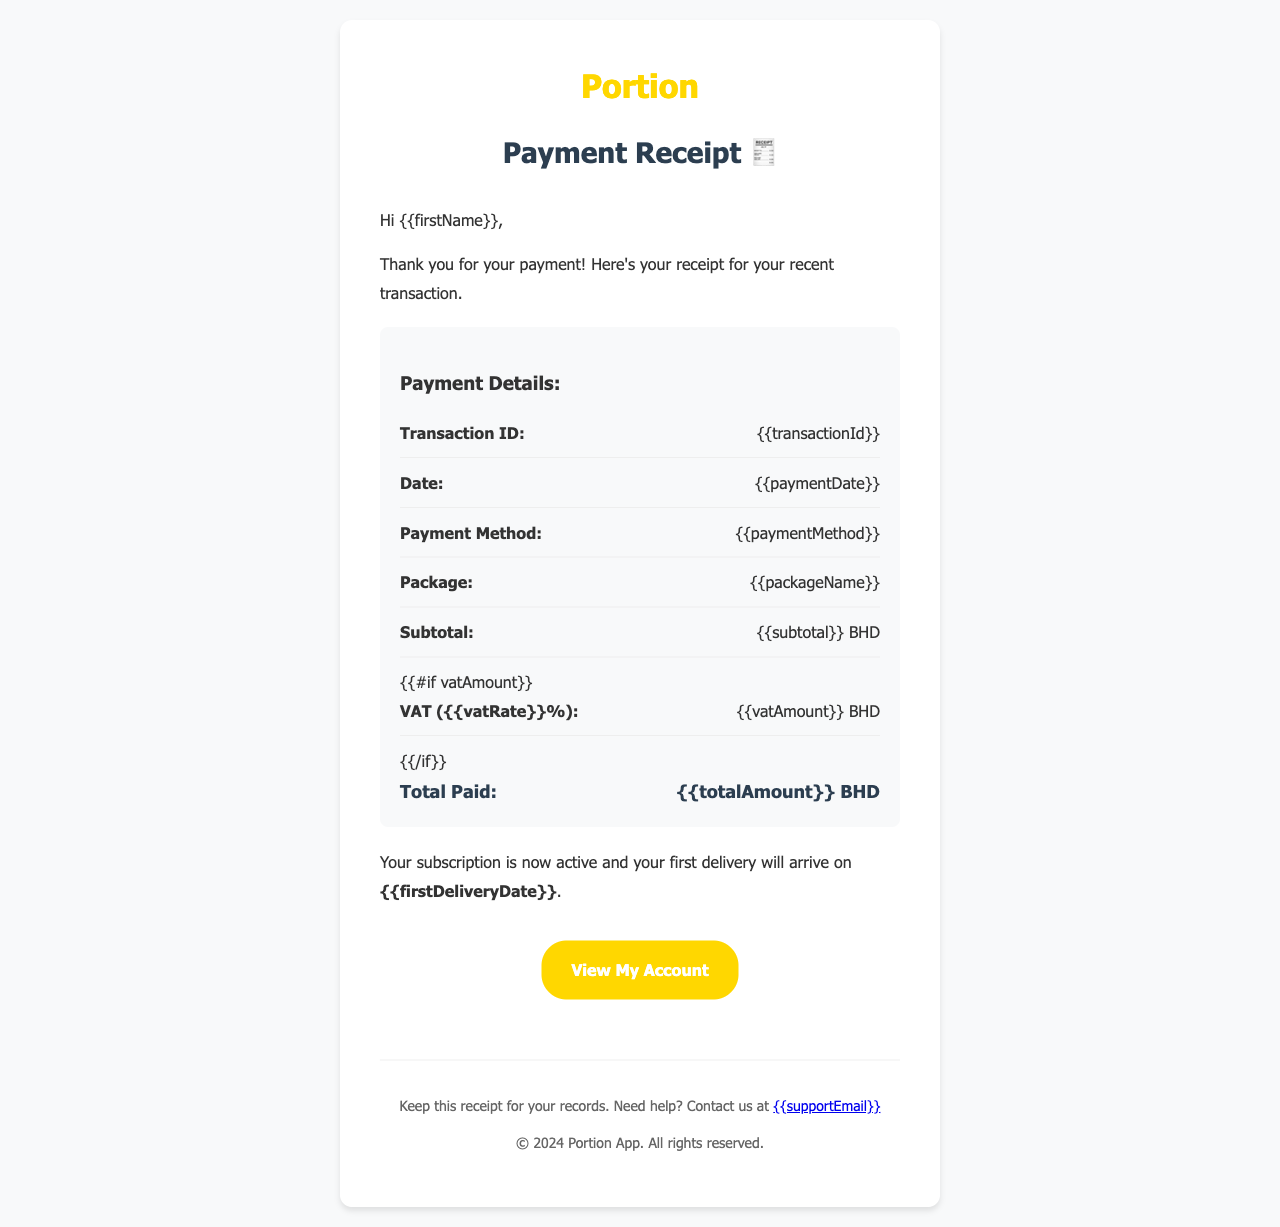 Portion
Payment Receipt 🧾
Hi {{firstName}},
Thank you for your payment! Here's your receipt for your recent
transaction.
Payment Details:
Transaction ID: {{transactionId}}
Date: {{paymentDate}}
Payment Method: {{paymentMethod}}
Package: {{packageName}}
Subtotal: {{subtotal}} BHD
{{#if vatAmount}}
VAT ({{vatRate}}%): {{vatAmount}} BHD
{{/if}}
Total Paid: {{totalAmount}} BHD
Your subscription is now active and your first delivery will arrive on
{{firstDeliveryDate}}.
View My Account
Keep this receipt for your records. Need help? Contact us at {{supportEmail}}
© 2024 Portion App. All rights reserved.